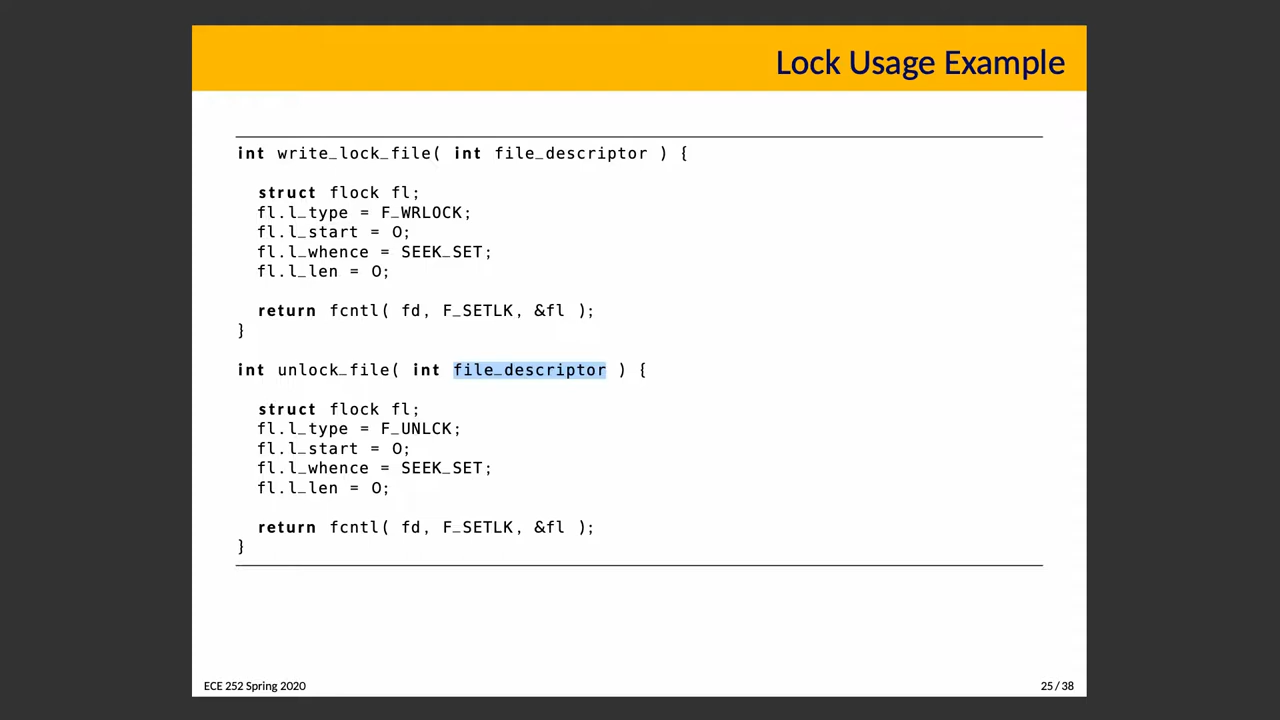 Lock Usage Example
int write_lock_file( int file_descriptor ) {
struct flock fl;
fl.l_type = F_WRLOCK;
fl.l_start = 0;
fl.l_whence = SEEK_SET;
fl.l_len = 0;
return fcntl( fd, F_SETLK, &fl );
}
int unlock_file( int file_descriptor ) {
struct flock fl;
fl.l_type = F_UNLCK;
fl.l_start = 0;
fl.l_whence = SEEK_SET;
fl.l_len = 0;
return fcntl( fd, F_SETLK, &fl );
}
ECE 252 Spring 2020
25 / 38